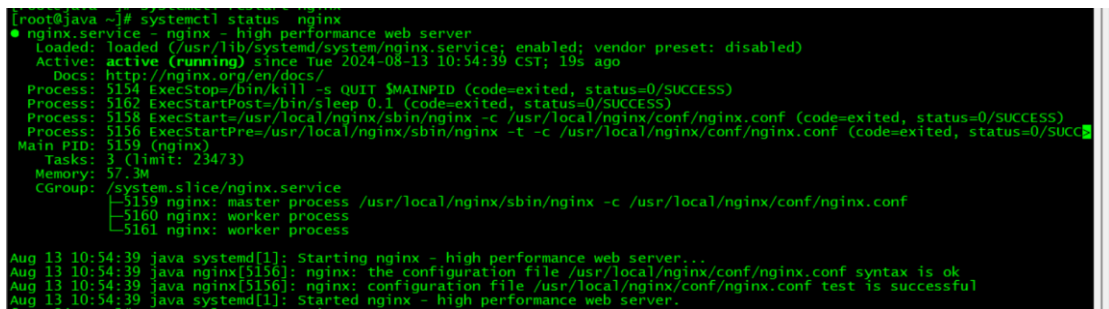 [root@java ~]# systemctl restart nginx
[root@java ~]# systemctl status  nginx
● nginx.service - nginx - high performance web server
   Loaded: loaded (/usr/lib/systemd/system/nginx.service; enabled; vendor preset: disabled)
   Active: active (running) since Tue 2024-08-13 10:54:39 CST; 19s ago
     Docs: http://nginx.org/en/docs/
  Process: 5154 ExecStop=/bin/kill -s QUIT $MAINPID (code=exited, status=0/SUCCESS)
  Process: 5162 ExecStartPost=/bin/sleep 0.1 (code=exited, status=0/SUCCESS)
  Process: 5158 ExecStart=/usr/local/nginx/sbin/nginx -c /usr/local/nginx/conf/nginx.conf (code=exited, status=0/SUCCESS)
  Process: 5156 ExecStartPre=/usr/local/nginx/sbin/nginx -t -c /usr/local/nginx/conf/nginx.conf (code=exited, status=0/SUCC>
 Main PID: 5159 (nginx)
    Tasks: 3 (limit: 23473)
   Memory: 57.3M
   CGroup: /system.slice/nginx.service
           ├─5159 nginx: master process /usr/local/nginx/sbin/nginx -c /usr/local/nginx/conf/nginx.conf
           ├─5160 nginx: worker process
           └─5161 nginx: worker process
Aug 13 10:54:39 java systemd[1]: Starting nginx - high performance web server...
Aug 13 10:54:39 java nginx[5156]: nginx: the configuration file /usr/local/nginx/conf/nginx.conf syntax is ok
Aug 13 10:54:39 java nginx[5156]: nginx: configuration file /usr/local/nginx/conf/nginx.conf test is successful
Aug 13 10:54:39 java systemd[1]: Started nginx - high performance web server.